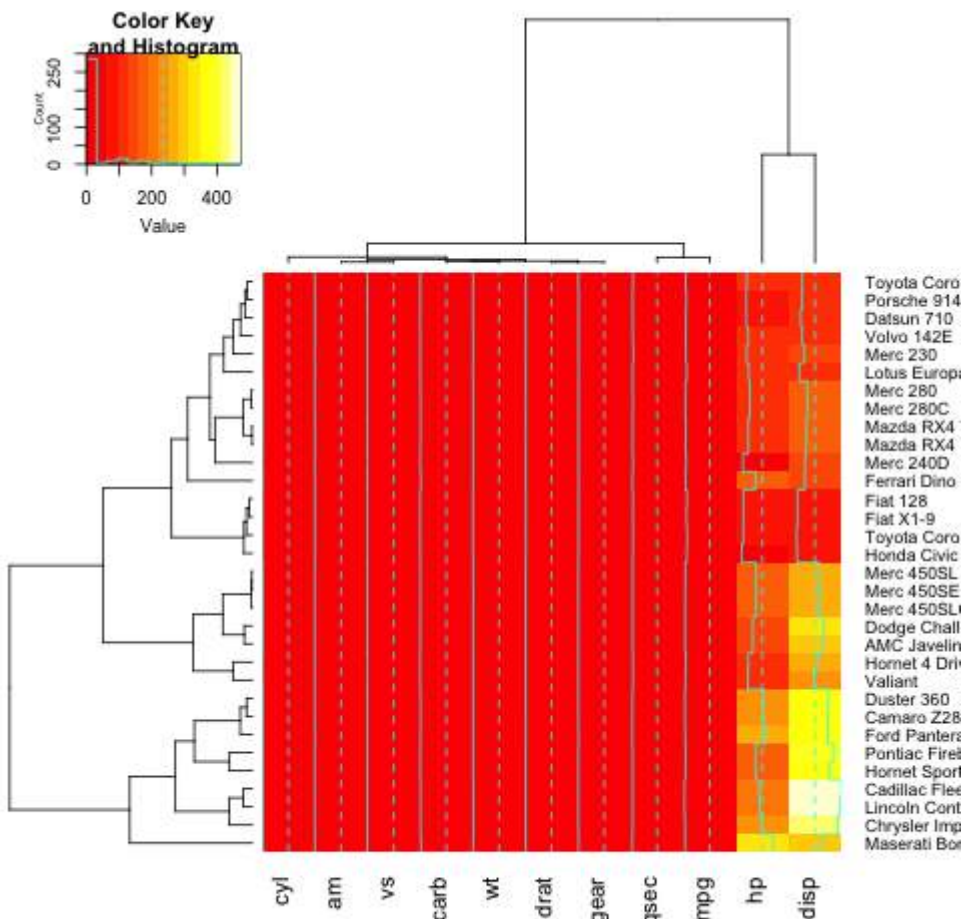 Color Key
and Histogram
Count
0 100 250
0 200 400
Value
Toyota Coro
Porsche 914
Datsun 710
Volvo 142E
Merc 230
Lotus Europa
Merc 280
Merc 280C
Mazda RX4
Mazda RX4
Merc 240D
Ferrari Dino
Fiat 128
Fiat X1-9
Toyota Coro
Honda Civic
Merc 450SL
Merc 450SE
Merc 450SL
Dodge Chall
AMC Javelin
Hornet 4 Driv
Valiant
Duster 360
Camaro Z28
Ford Pantera
Pontiac Fireb
Hornet Sport
Cadillac Flee
Lincoln Cont
Chrysler Imp
Maserati Bor
cyl am vs carb wt drat gear qsec mpg hp disp